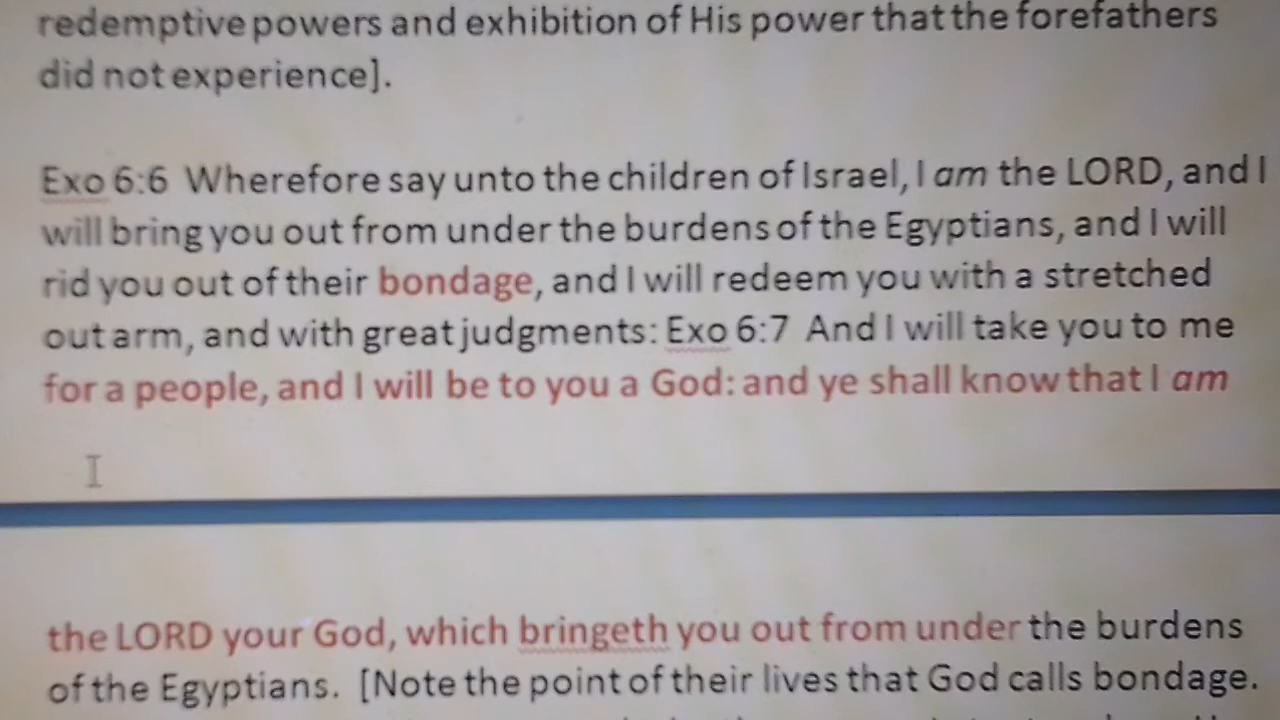 redemptive powers and exhibition of His power that the forefathers
did not experience].
Exo 6:6 Wherefore say unto the children of Israel, I am the LORD, and I
will bring you out from under the burdens of the Egyptians, and I will
rid you out of their bondage, and I will redeem you with a stretched
out arm, and with great judgments: Exo 6:7 And I will take you to me
for a people, and I will be to you a God: and ye shall know that I am
the LORD your God, which bringeth you out from under the burdens
of the Egyptians. [Note the point of their lives that God calls bondage.